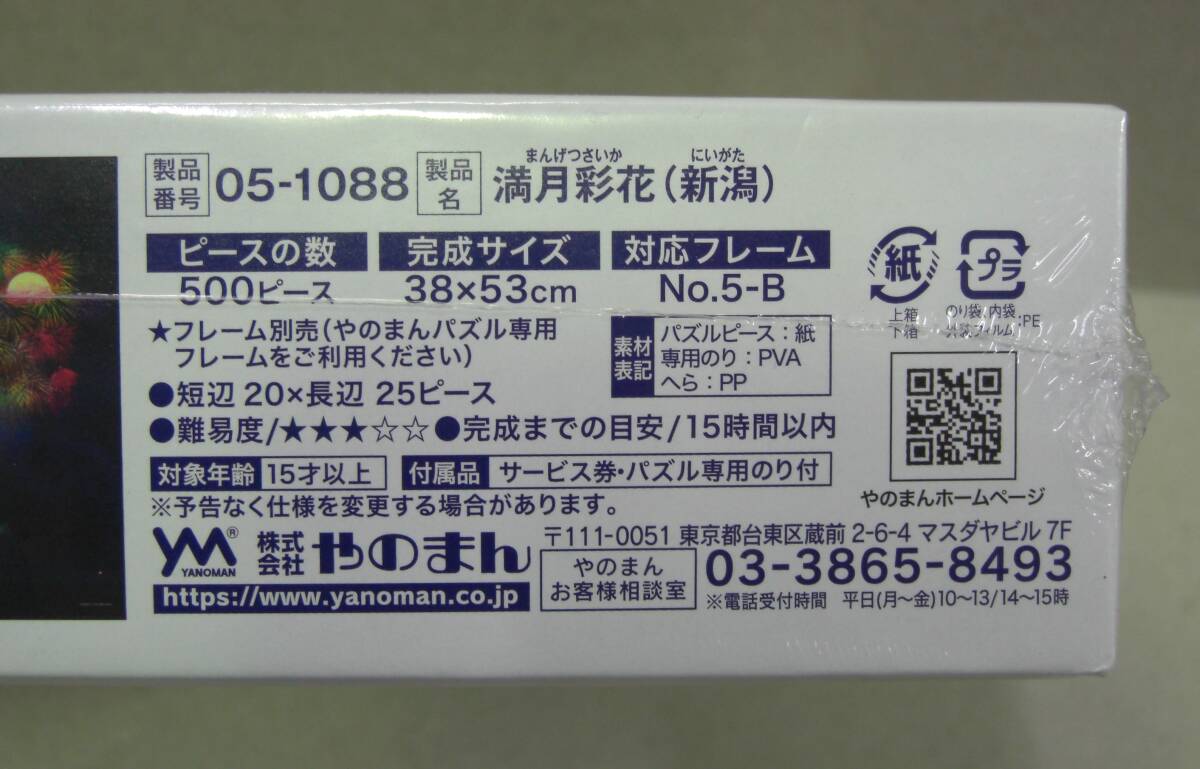 まんげつさいか にいがた
製品番号 05-1088 製品名 満月彩花(新潟)
ピースの数 完成サイズ 対応フレーム
500ピース 38×53cm No.5-B
★フレーム別売(やのまんパズル専用
フレームをご利用ください)
素材表記
パズルピース:紙
専用のり:PVA
へら:PP
●短辺 20×長辺 25ピース
●難易度/★★★☆☆ ●完成までの目安/15時間以内
対象年齢 15才以上 付属品 サービス券・パズル専用のり付
※予告なく仕様を変更する場合があります。
紙 プラ
上箱
下箱
のり袋,内袋
外装フィルム:PE
やのまんホームページ
YM® YANOMAN 株式会社 やのまん
https://www.yanoman.co.jp
〒111-0051 東京都台東区蔵前 2-6-4 マスダヤビル 7F
やのまん
お客様相談室
03-3865-8493
※電話受付時間 平日(月〜金)10〜13/14〜15時